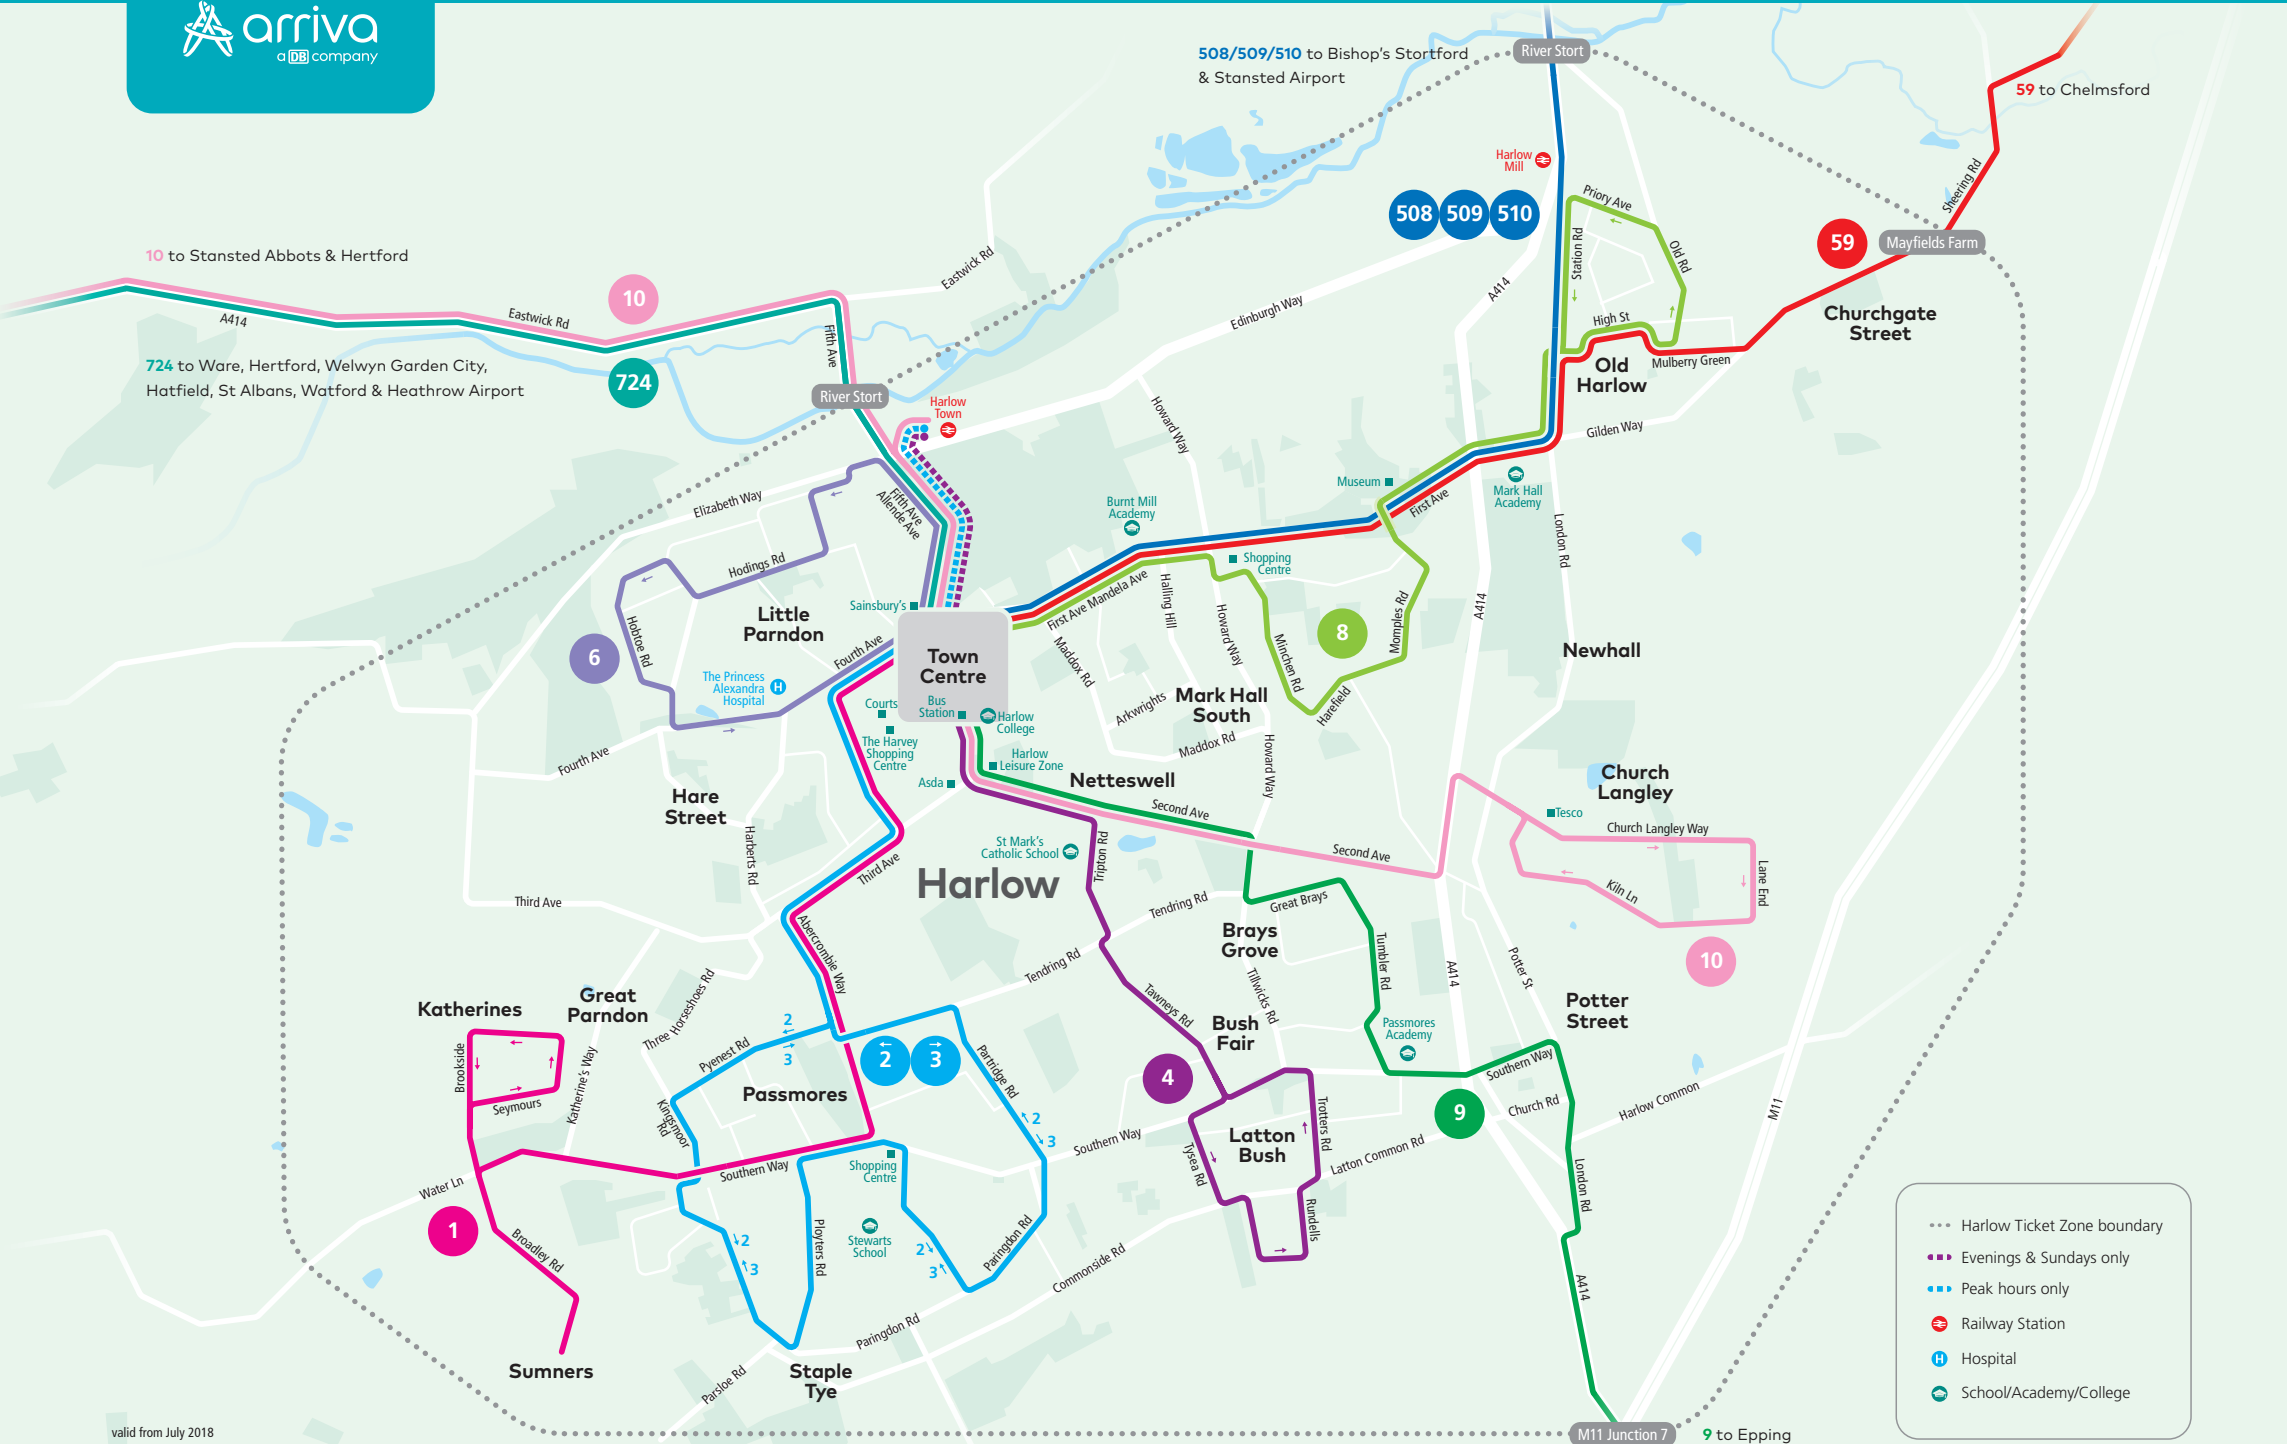 arriva
a DB company
508/509/510 to Bishop's Stortford
& Stansted Airport
River Stort
59 to Chelmsford
Harlow
Mill
508
509
510
Priory Ave
Station Rd
Old Rd
Sheering Rd
59
Mayfields Farm
Churchgate
Street
10 to Stansted Abbots & Hertford
10
Eastwick Rd
A414
Eastwick Rd
Fifth Ave
724 to Ware, Hertford, Welwyn Garden City,
Hatfield, St Albans, Watford & Heathrow Airport
724
River Stort
Harlow
Town
Edinburgh Way
A414
High St
Old
Harlow
Mulberry Green
Gilden Way
Howard Way
Museum
First Ave
Mark Hall
Academy
London Rd
Burnt Mill
Academy
Shopping
Centre
Elizabeth Way
Fifth Ave
Allende Ave
Hodings Rd
Little
Parndon
Sainsbury's
Hobtoe Rd
6
Fourth Ave
The Princess
Alexandra
Hospital
H
Town
Centre
Bus
Station
Harlow
College
Courts
The Harvey
Shopping
Centre
Harlow
Leisure Zone
Asda
First Ave Mandela Ave
Halling Hill
Howard Way
Maddox Rd
Arkwrights
Mark Hall
South
Maddox Rd
Howard Way
Minchen Rd
Harefield
8
Momples Rd
A414
Newhall
Fourth Ave
Hare
Street
Harberts Rd
Netteswell
Second Ave
Second Ave
St Mark's
Catholic School
Tripton Rd
Church
Langley
Tesco
Church Langley Way
Lane End
Kiln Ln
10
Harlow
Third Ave
Third Ave
Abercrombie Way
Tendring Rd
Tendring Rd
Great Brays
Brays
Grove
Tumbler Rd
Tillwicks Rd
A414
Potter St
Potter
Street
Katherines
Great
Parndon
Three Horseshoes Rd
Tawneys Rd
Bush
Fair
Passmores
Academy
Brookside
Seymours
Katherine's Way
Pyenest Rd
2
3
2
3
Partridge Rd
Passmores
Kingsmoor
Rd
4
9
Southern Way
Church Rd
Harlow Common
M11
2
3
Southern Way
Latton
Bush
Trotters Rd
Tysea Rd
Latton Common Rd
Rundells
London Rd
Water Ln
1
Broadley Rd
Southern Way
Shopping
Centre
Ployters Rd
Stewarts
School
2
3
2
3
Paringdon Rd
Commonside Rd
Paringdon Rd
Parsloe Rd
Sumners
Staple
Tye
A414
M11 Junction 7
9 to Epping
Harlow Ticket Zone boundary
Evenings & Sundays only
Peak hours only
Railway Station
H
Hospital
School/Academy/College
valid from July 2018